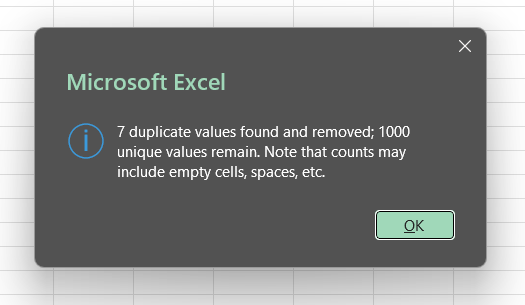 Microsoft Excel
7 duplicate values found and removed; 1000
unique values remain. Note that counts may
include empty cells, spaces, etc.
OK